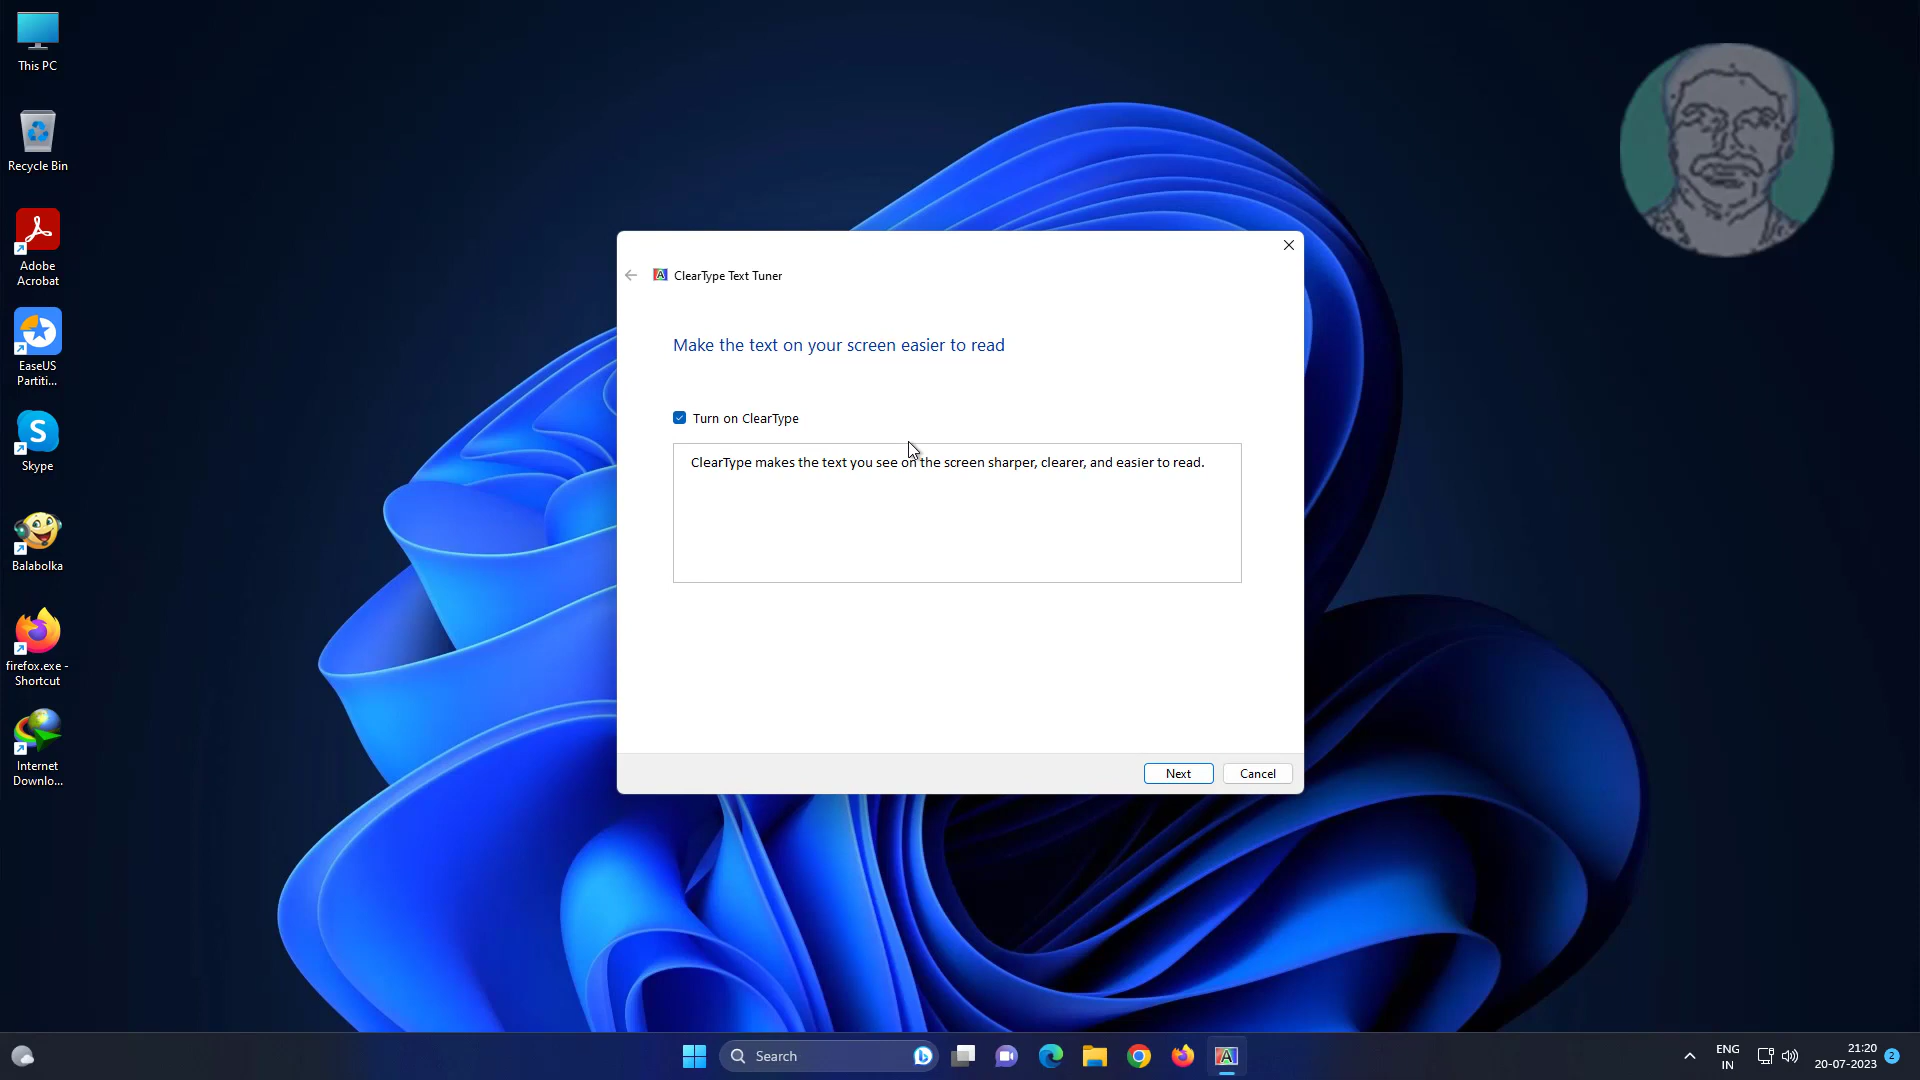 This PC
Recycle Bin
Adobe
Acrobat
EaseUS
Partiti...
S
Skype
Balabolka
firefox.exe -
Shortcut
Internet
Downlo...
A
ClearType Text Tuner
Make the text on your screen easier to read
Turn on ClearType
ClearType makes the text you see on the screen sharper, clearer, and easier to read.
Next
Cancel
Search
b
A
ENG
IN
21:20
20-07-2023
2